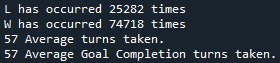 L has occurred 25282 times
W has occurred 74718 times
57 Average turns taken.
57 Average Goal Completion turns taken.